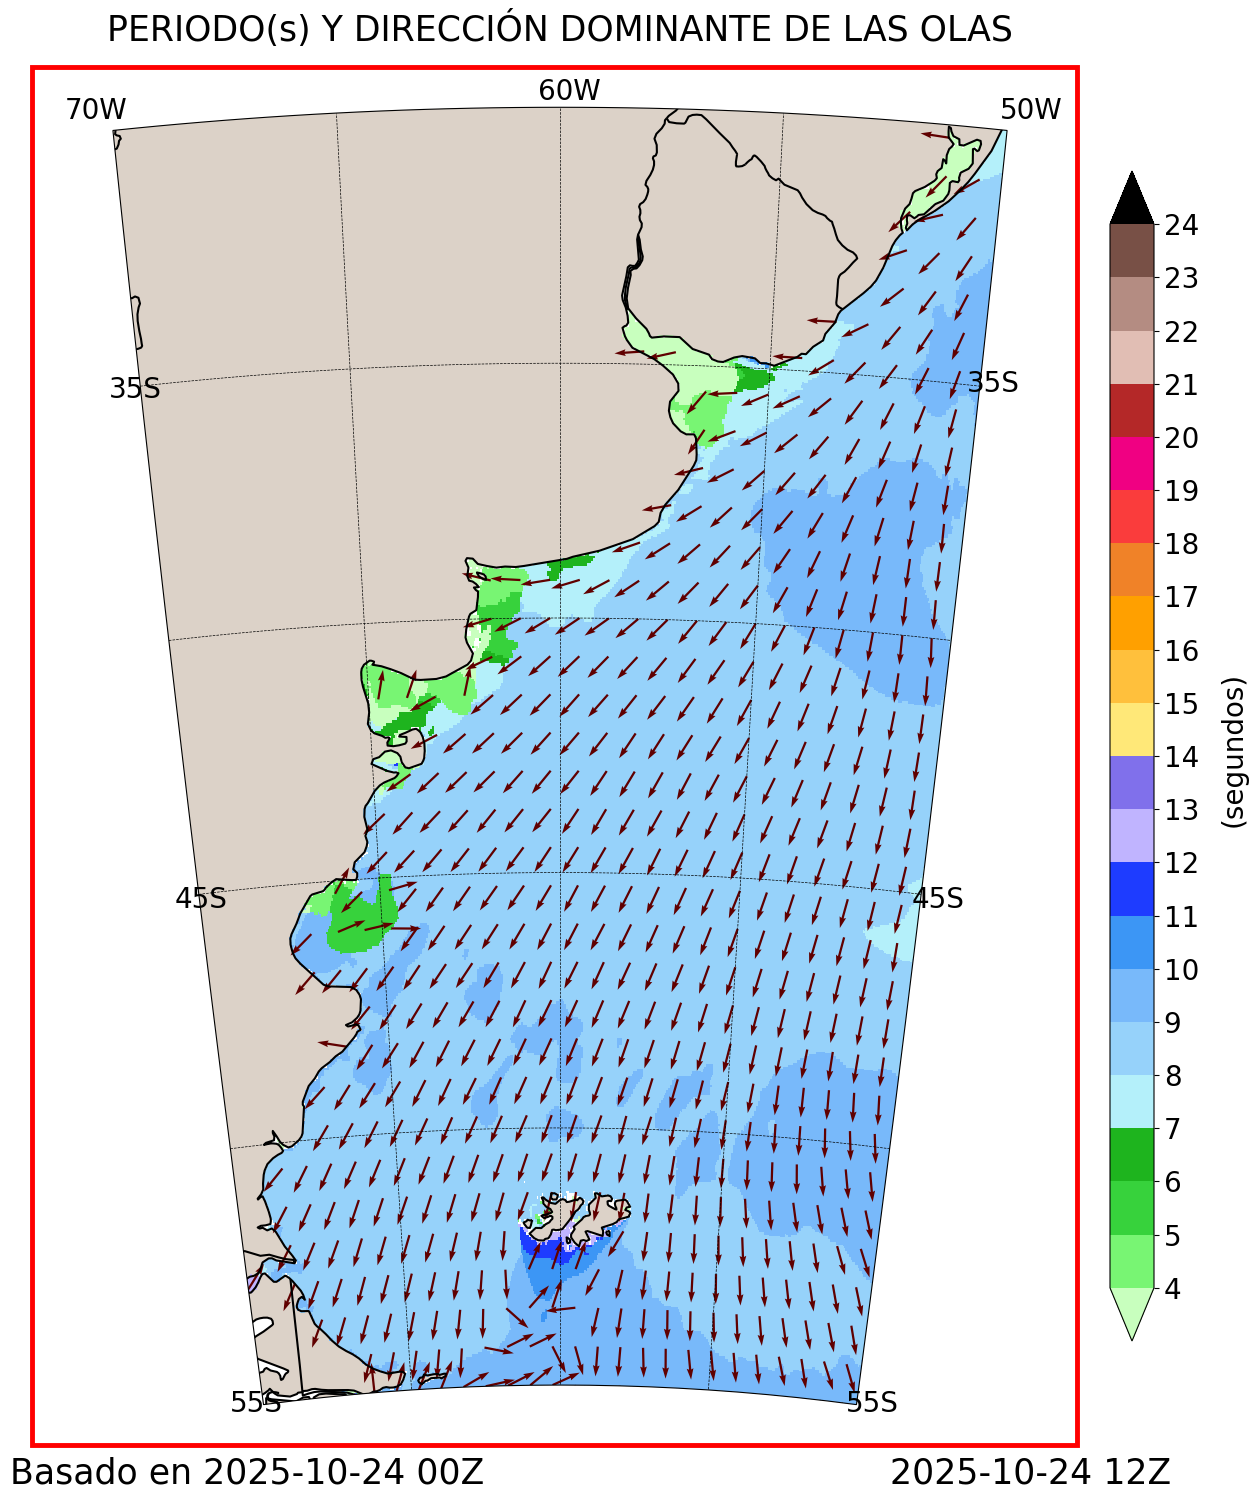 PERIODO(s) Y DIRECCIÓN DOMINANTE DE LAS OLAS
70W
60W
50W
35S
35S
45S
45S
55S
55S
24
23
22
21
20
19
18
17
16
15
14
13
12
11
10
9
8
7
6
5
4
(segundos)
Basado en 2025-10-24 00Z
2025-10-24 12Z